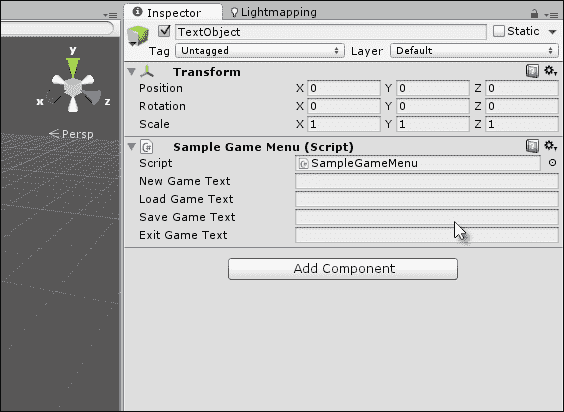 Inspector Lightmapping
TextObject Static
Tag Untagged Layer Default
y
x z
Persp
Transform
Position X 0 Y 0 Z 0
Rotation X 0 Y 0 Z 0
Scale X 1 Y 1 Z 1
Sample Game Menu (Script)
Script SampleGameMenu
New Game Text
Load Game Text
Save Game Text
Exit Game Text
Add Component